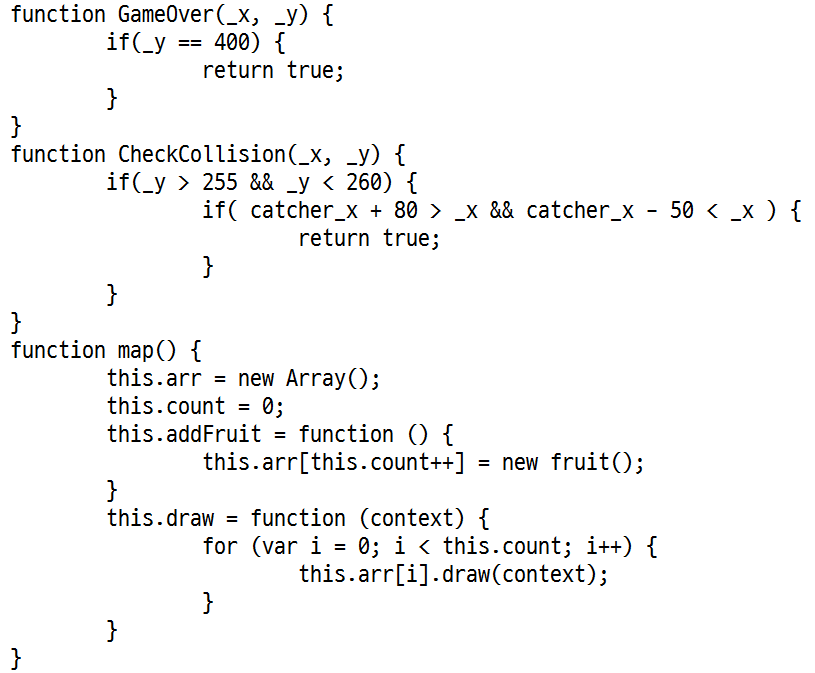 function GameOver(_x, _y) {
        if(_y == 400) {
                return true;
        }
}
function CheckCollision(_x, _y) {
        if(_y > 255 && _y < 260) {
                if( catcher_x + 80 > _x && catcher_x - 50 < _x ) {
                        return true;
                }
        }
}
function map() {
        this.arr = new Array();
        this.count = 0;
        this.addFruit = function () {
                this.arr[this.count++] = new fruit();
        }
        this.draw = function (context) {
                for (var i = 0; i < this.count; i++) {
                        this.arr[i].draw(context);
                }
        }
}